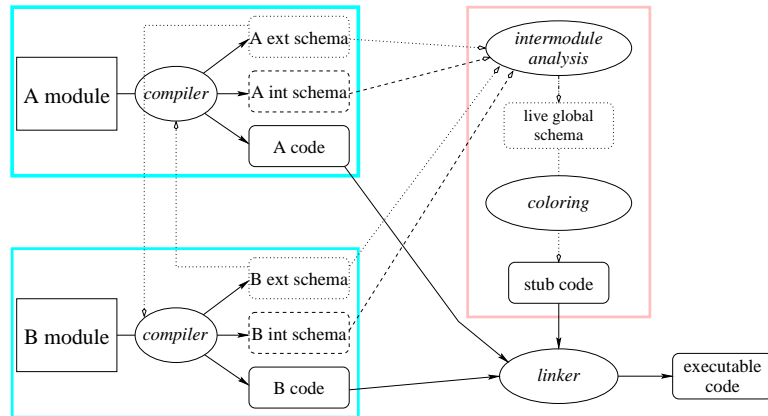 A ext schema
intermodule
analysis
A module
compiler
A int schema
A code
live global
schema
coloring
B ext schema
stub code
B module
compiler
B int schema
B code
linker
executable
code